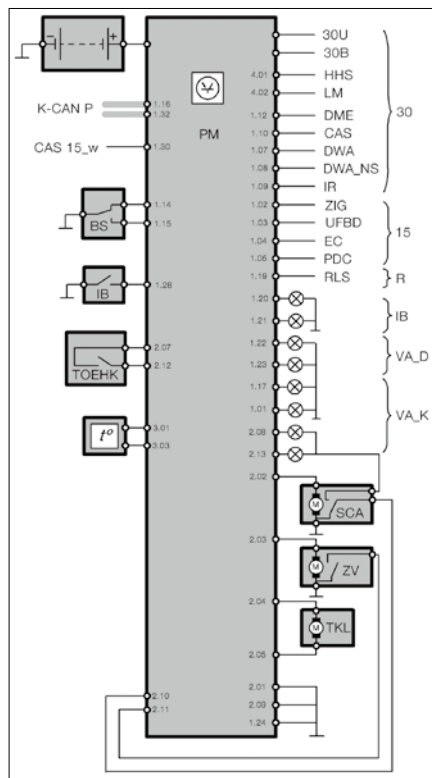 - +
30U
30B
4.01 HHS
4.02 LM
K-CAN P 1.16
1.32
PM
1.12 DME
1.10 CAS
30
CAS 15_w 1.30
1.07 DWA
1.08 DWA_NS
1.09 IR
BS 1.14
1.15
1.02 ZIG
1.03 UFBD
1.04 EC
1.06 PDC
15
1.19 RLS R
IB 1.28
1.20
1.21
IB
TOEHK 2.07
2.12
1.22
1.23
VA_D
1.17
1.01
2.08
2.13
VA_K
t° 3.01
3.03
2.02
M SCA
2.03
M ZV
2.04
M TKL
2.05
2.10
2.11
2.01
2.09
1.24